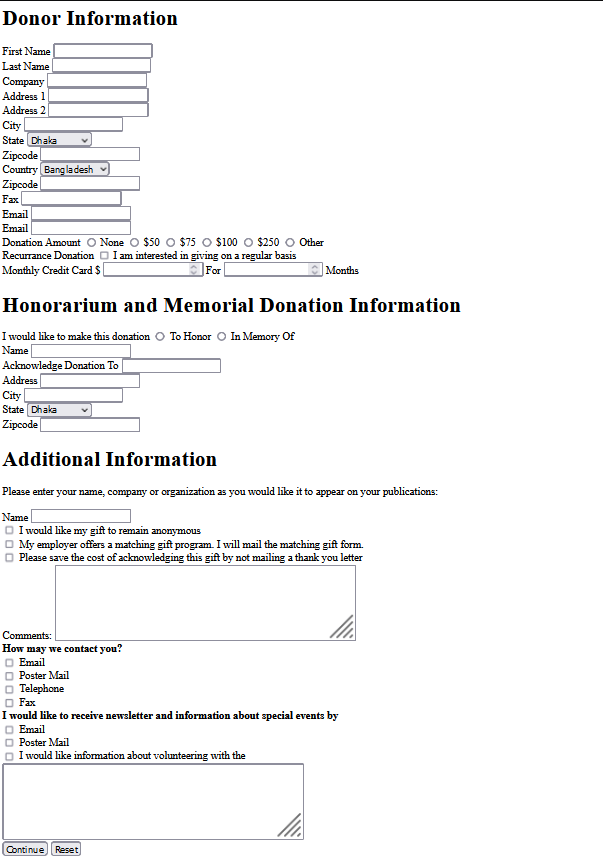 Donor Information
First Name
Last Name
Company
Address 1
Address 2
City
State Dhaka
Zipcode
Country Bangladesh
Zipcode
Fax
Email
Email
Donation Amount None $50 $75 $100 $250 Other
Recurrance Donation I am interested in giving on a regular basis
Monthly Credit Card $ For Months
Honorarium and Memorial Donation Information
I would like to make this donation To Honor In Memory Of
Name
Acknowledge Donation To
Address
City
State Dhaka
Zipcode
Additional Information
Please enter your name, company or organization as you would like it to appear on your publications:
Name
I would like my gift to remain anonymous
My employer offers a matching gift program. I will mail the matching gift form.
Please save the cost of acknowledging this gift by not mailing a thank you letter
Comments:
How may we contact you?
Email
Poster Mail
Telephone
Fax
I would like to receive newsletter and information about special events by
Email
Poster Mail
I would like information about volunteering with the
Continue Reset